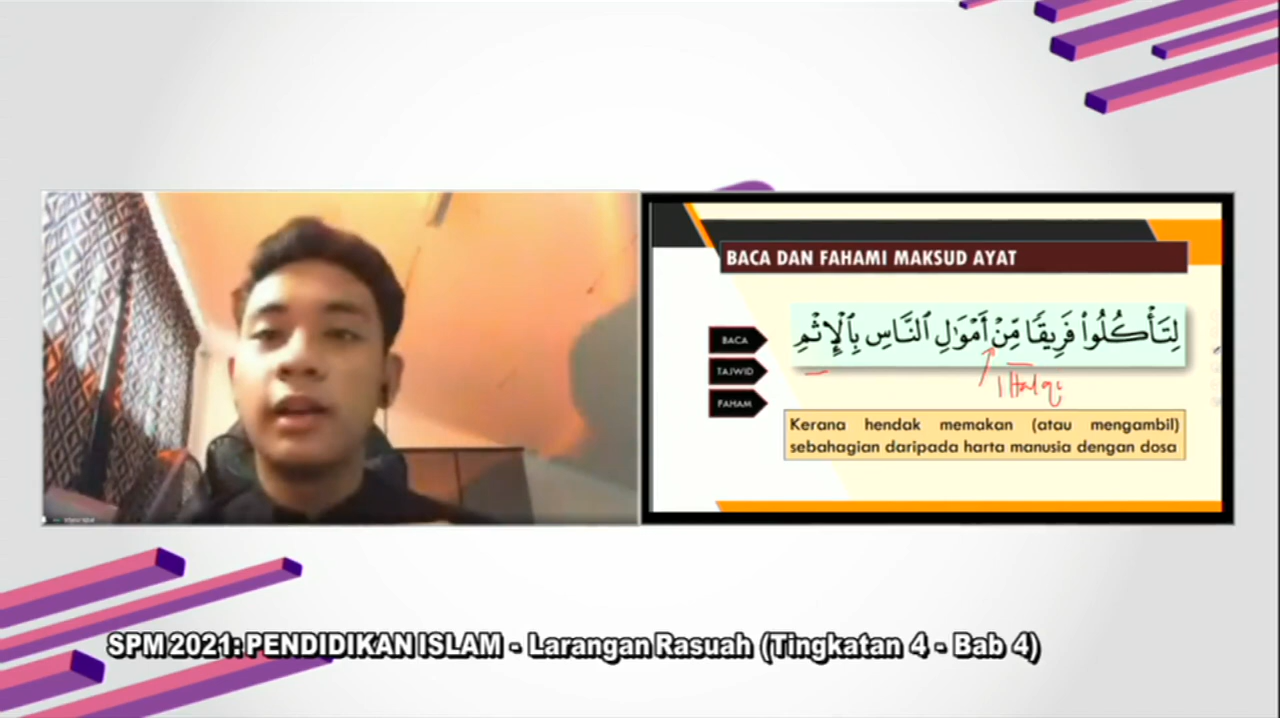 BACA DAN FAHAMI MAKSUD AYAT
لِتَأْكُلُوا۟ فَرِيقًا مِّنْ أَمْوَٰلِ ٱلنَّاسِ بِٱلْإِثْمِ
BACA
TAJWID
FAHAM
Kerana hendak memakan (atau mengambil)
sebahagian daripada harta manusia dengan dosa
SPM 2021: PENDIDIKAN ISLAM - Larangan Rasuah (Tingkatan 4 - Bab 4)